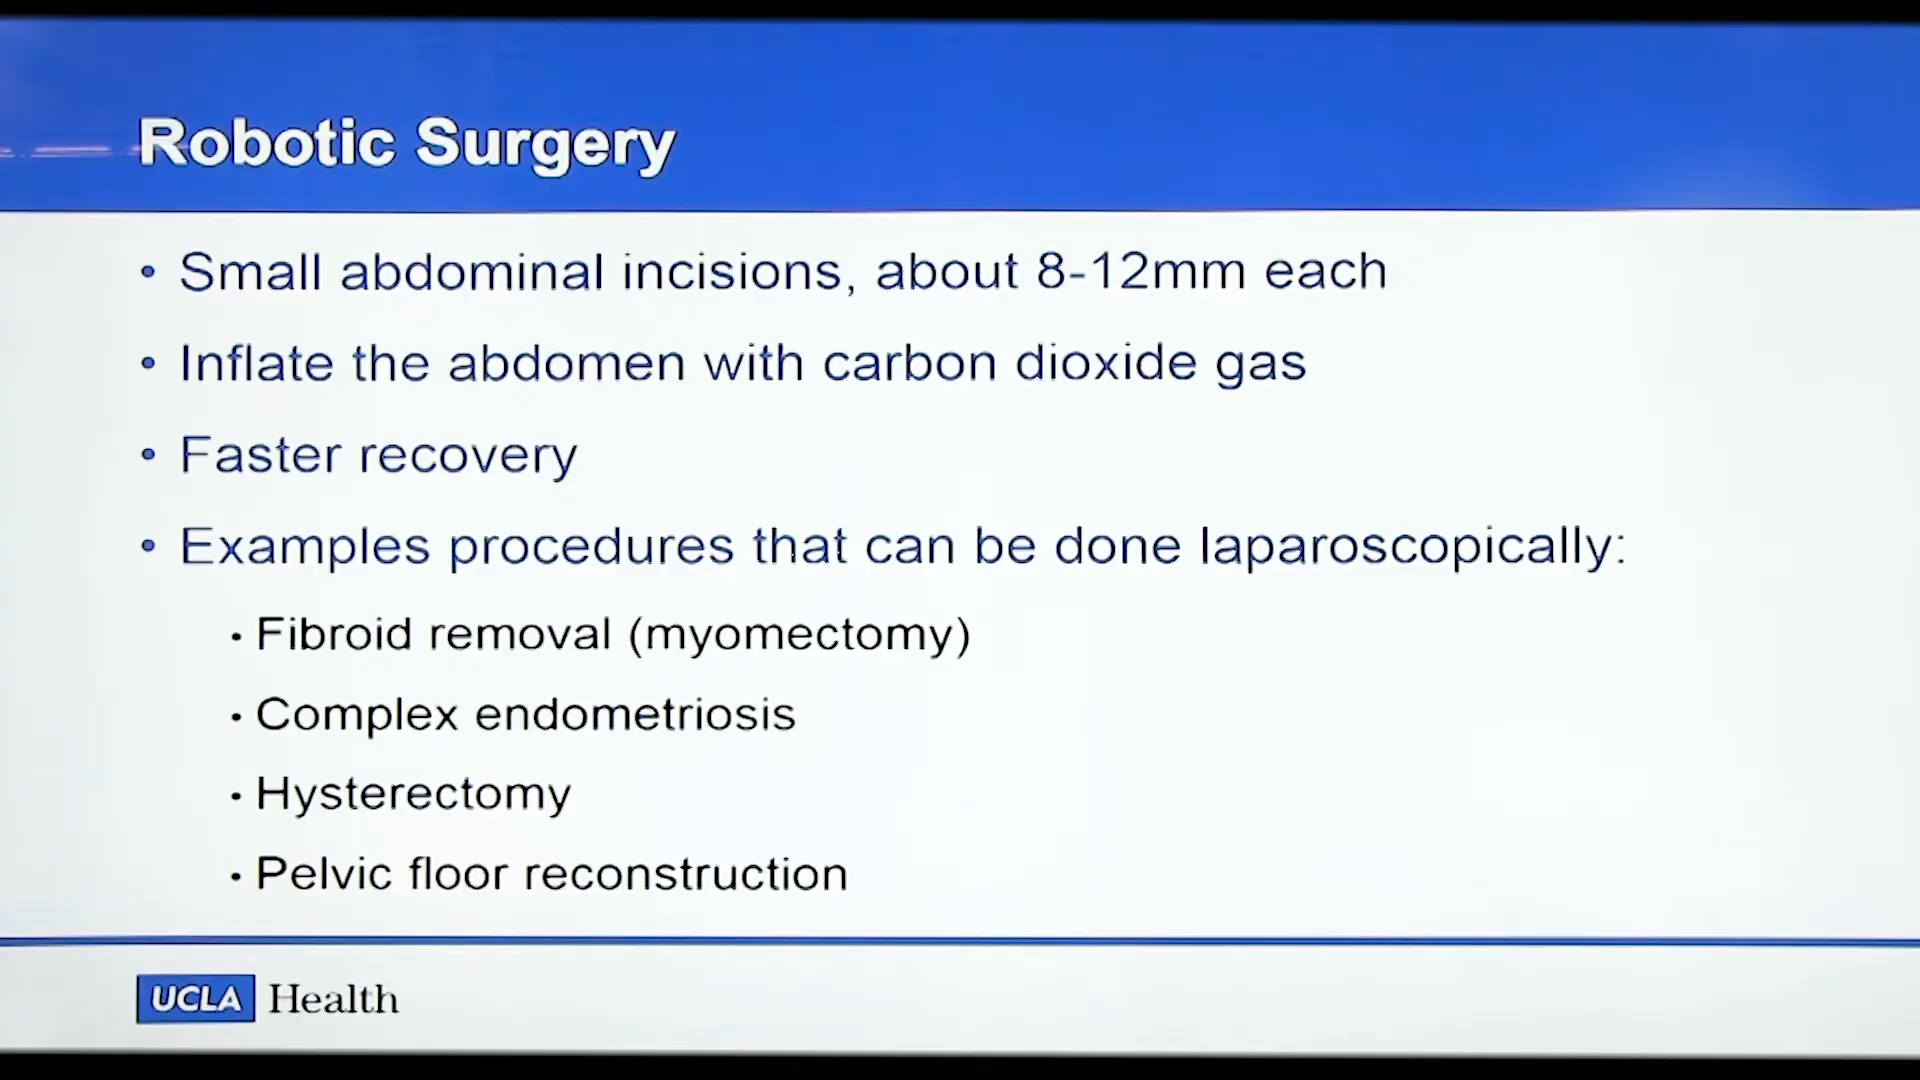 Robotic Surgery
• Small abdominal incisions, about 8-12mm each
• Inflate the abdomen with carbon dioxide gas
• Faster recovery
• Examples procedures that can be done laparoscopically:
• Fibroid removal (myomectomy)
• Complex endometriosis
• Hysterectomy
• Pelvic floor reconstruction
UCLA Health